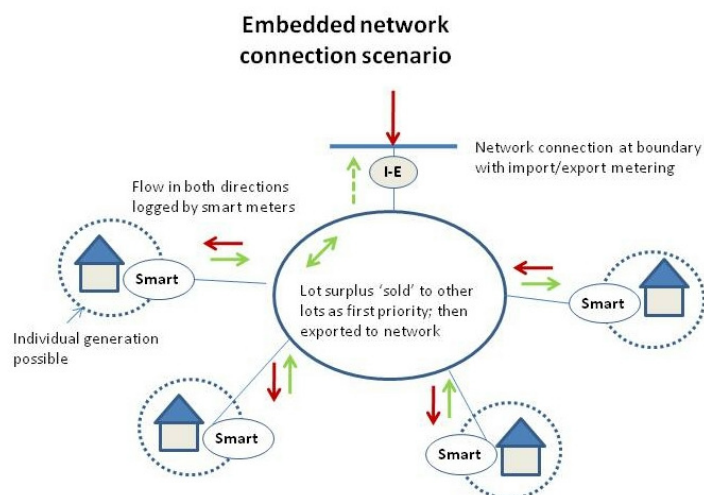 Embedded network
connection scenario
Network connection at boundary
with import/export metering
I-E
Flow in both directions
logged by smart meters
Smart
Lot surplus ‘sold’ to other
lots as first priority; then
exported to network
Smart
Individual generation
possible
Smart
Smart